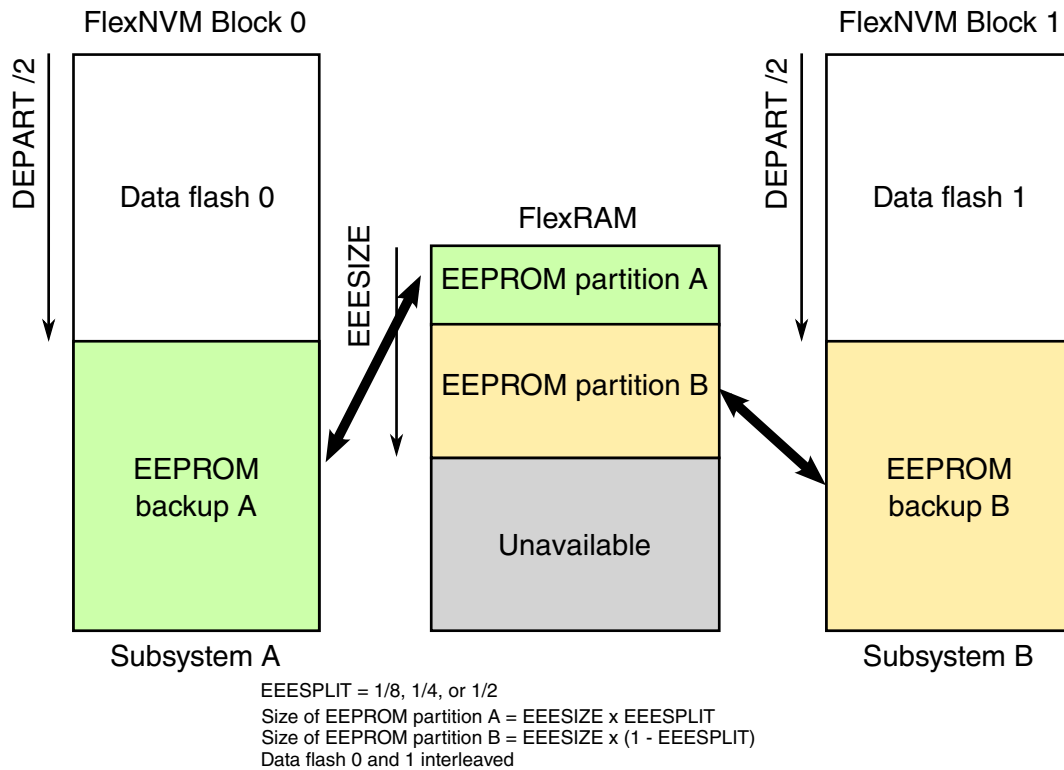 FlexNVM Block 0
FlexNVM Block 1
DEPART /2
Data flash 0
DEPART /2
Data flash 1
FlexRAM
EEESIZE
EEPROM partition A
EEPROM partition B
EEPROM
backup A
Unavailable
EEPROM
backup B
Subsystem A
Subsystem B
EEESPLIT = 1/8, 1/4, or 1/2
Size of EEPROM partition A = EEESIZE x EEESPLIT
Size of EEPROM partition B = EEESIZE x (1 - EEESPLIT)
Data flash 0 and 1 interleaved